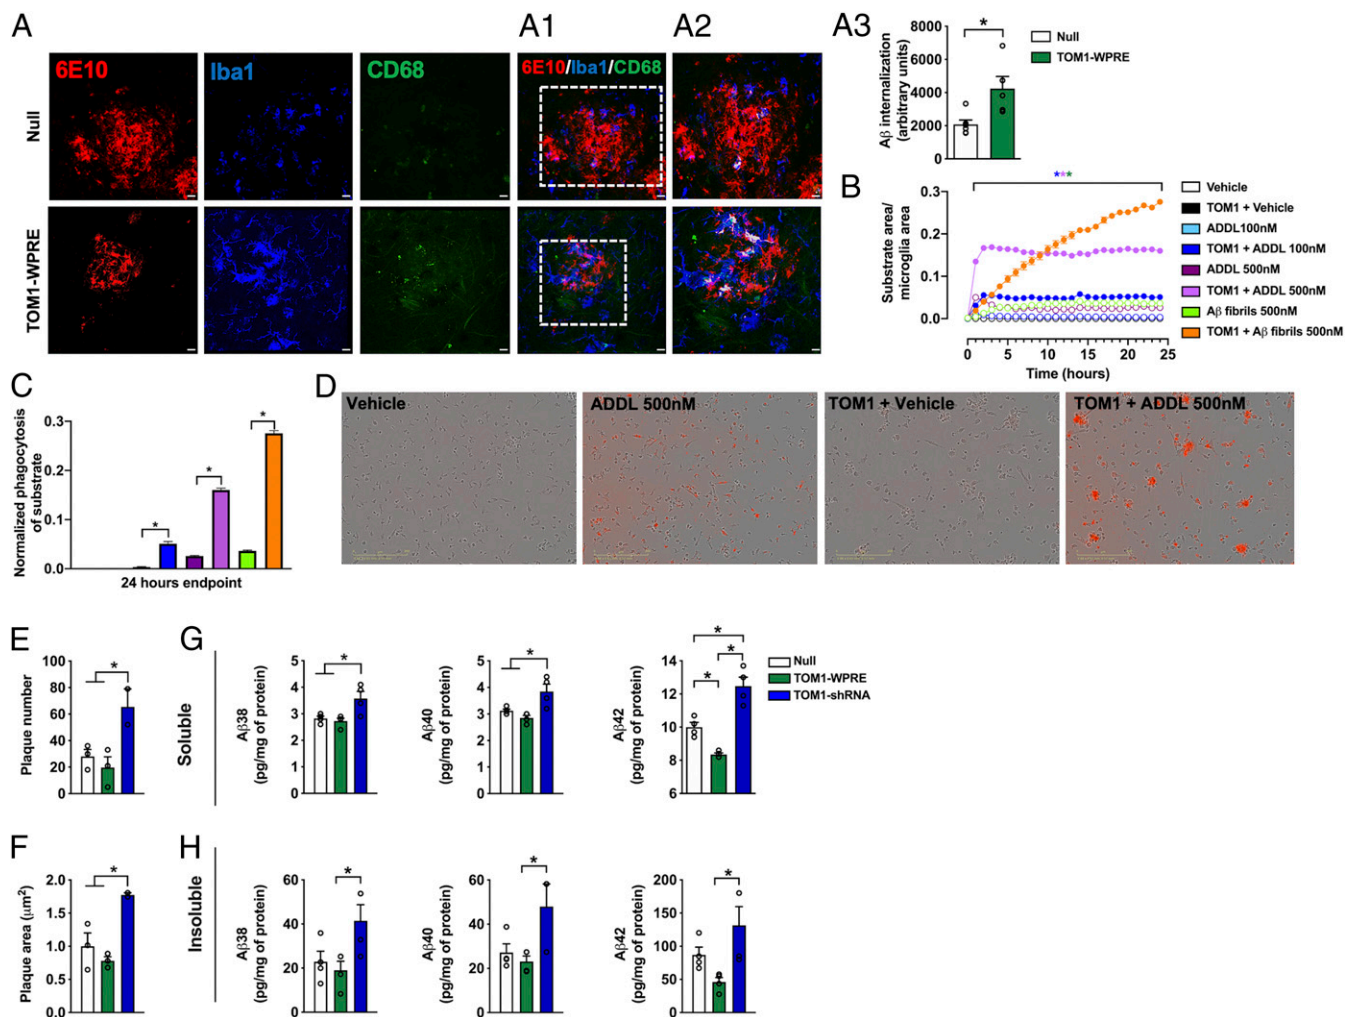 A
A1
A2
A3
6E10
Iba1
CD68
6E10/Iba1/CD68
Null
TOM1-WPRE
Aβ internalization
(arbitrary units)
8000
6000
4000
2000
0
*
Null
TOM1-WPRE
B
Substrate area/
microglia area
0.3
0.2
0.1
0.0
***
0 5 10 15 20 25
Time (hours)
Vehicle
TOM1 + Vehicle
ADDL100nM
TOM1 + ADDL 100nM
ADDL 500nM
TOM1 + ADDL 500nM
Aβ fibrils 500nM
TOM1 + Aβ fibrils 500nM
C
Normalized phagocytosis
of substrate
0.3
0.2
0.1
0.0
* * *
24 hours endpoint
D
Vehicle
ADDL 500nM
TOM1 + Vehicle
TOM1 + ADDL 500nM
E
Plaque number
100
80
60
40
20
0
*
G
Soluble
Aβ38
(pg/mg of protein)
5
4
3
2
1
0
*
Aβ40
(pg/mg of protein)
5
4
3
2
1
0
*
Aβ42
(pg/mg of protein)
14
12
10
8
6
*
*
*
Null
TOM1-WPRE
TOM1-shRNA
F
Plaque area (μm²)
2.0
1.5
1.0
0.5
0.0
*
H
Insoluble
Aβ38
(pg/mg of protein)
60
40
20
0
*
Aβ40
(pg/mg of protein)
60
40
20
0
*
Aβ42
(pg/mg of protein)
200
150
100
50
0
*